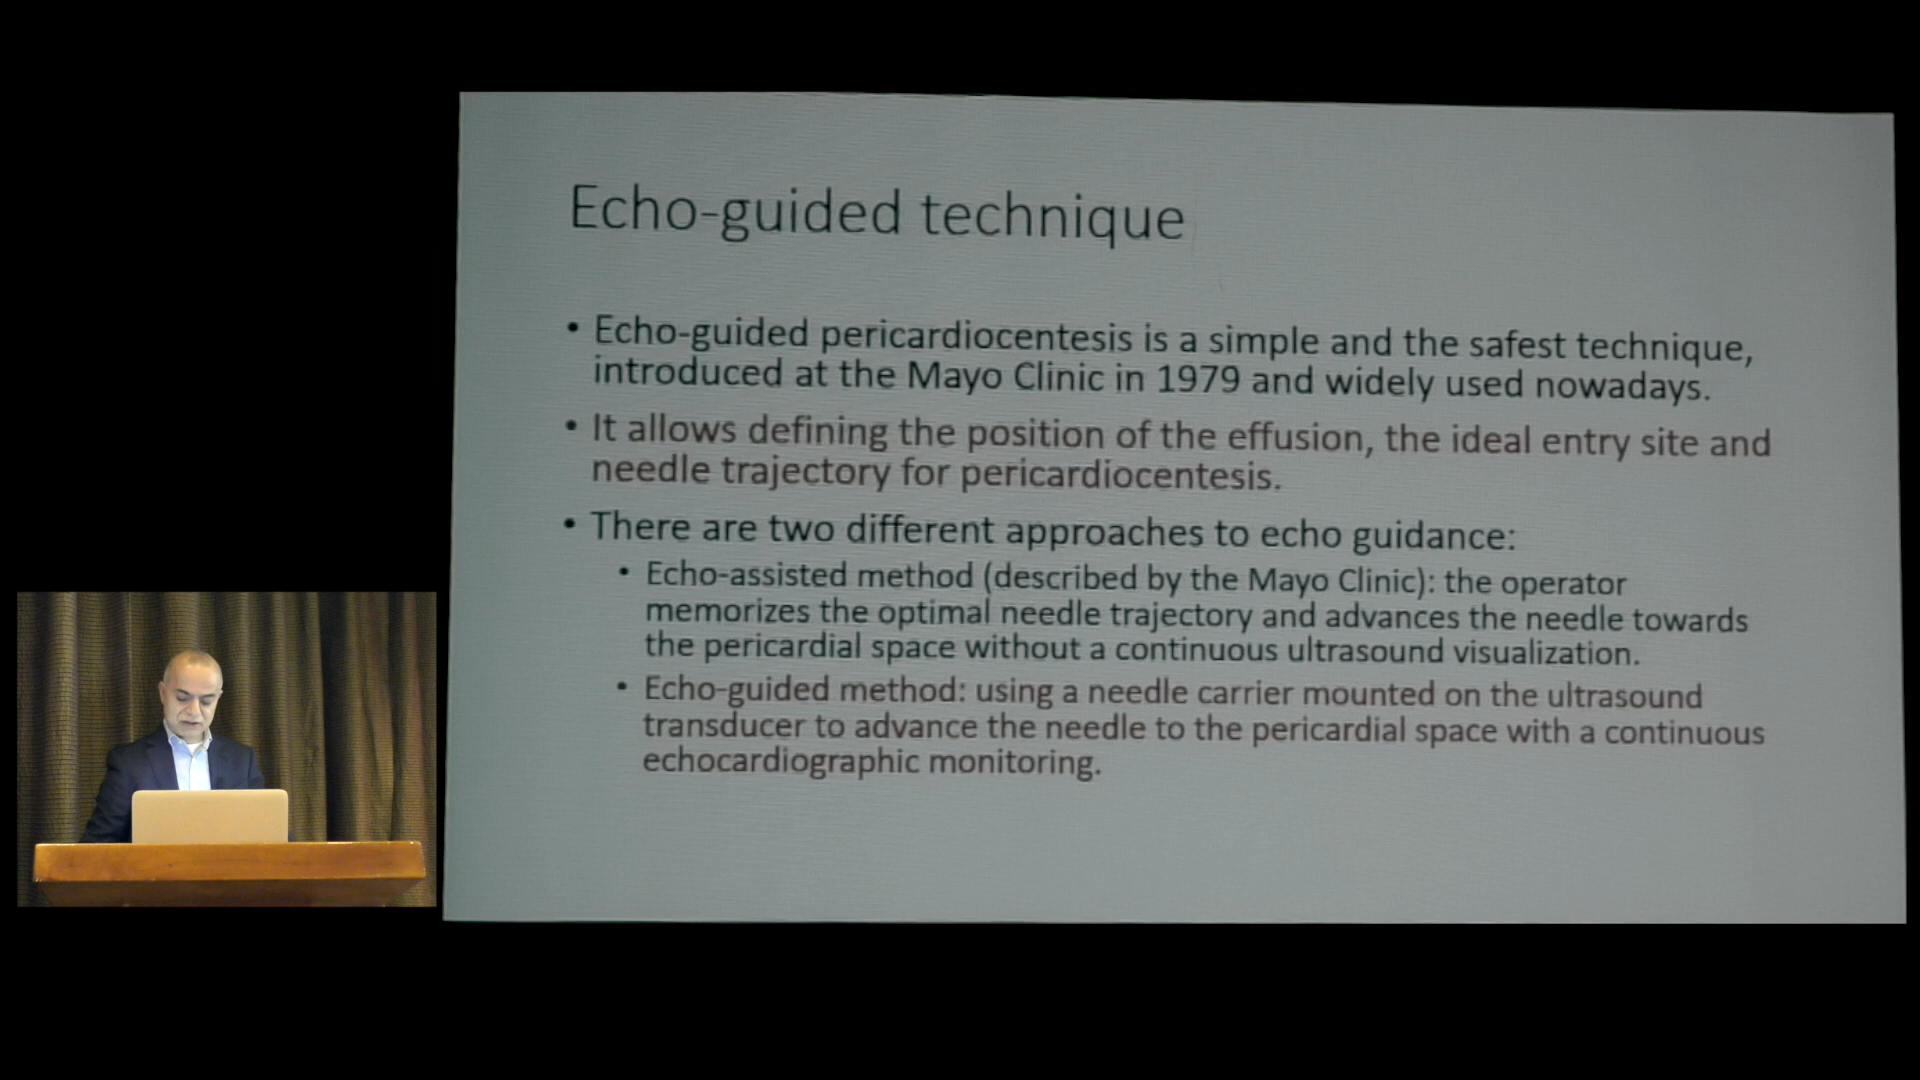 Echo-guided technique
• Echo-guided pericardiocentesis is a simple and the safest technique,
introduced at the Mayo Clinic in 1979 and widely used nowadays.
• It allows defining the position of the effusion, the ideal entry site and
needle trajectory for pericardiocentesis.
• There are two different approaches to echo guidance:
• Echo-assisted method (described by the Mayo Clinic): the operator
memorizes the optimal needle trajectory and advances the needle towards
the pericardial space without a continuous ultrasound visualization.
• Echo-guided method: using a needle carrier mounted on the ultrasound
transducer to advance the needle to the pericardial space with a continuous
echocardiographic monitoring.